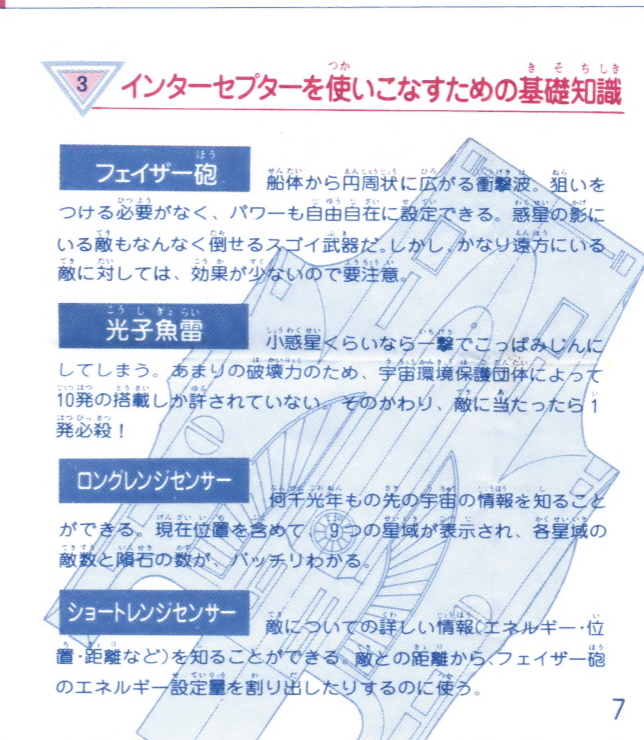 3 インターセプターを使いこなすための基礎知識
フェイザー砲 船体から円周状に広がる衝撃波。狙いを
つける必要がなく、パワーも自由自在に設定できる。惑星の影に
いる敵もなんなく倒せるスゴイ武器だ。しかし、かなり遠方にいる
敵に対しては、効果が少ないので要注意。
光子魚雷 小惑星くらいなら一撃でこっぱみじんに
してしまう。あまりの破壊力のため、宇宙環境保護団体によって
10発の搭載しか許されていない。そのかわり、敵に当たったら1
発必殺！
ロングレンジセンサー 何千光年もの先の宇宙の情報を知ること
ができる。現在位置を含めて、9つの星域が表示され、各星域の
敵数と隕石の数が、バッチリわかる。
ショートレンジセンサー 敵についての詳しい情報(エネルギー・位
置・距離など)を知ることができる。敵との距離から、フェイザー砲
のエネルギー設定量を割り出したりするのに使う。
7